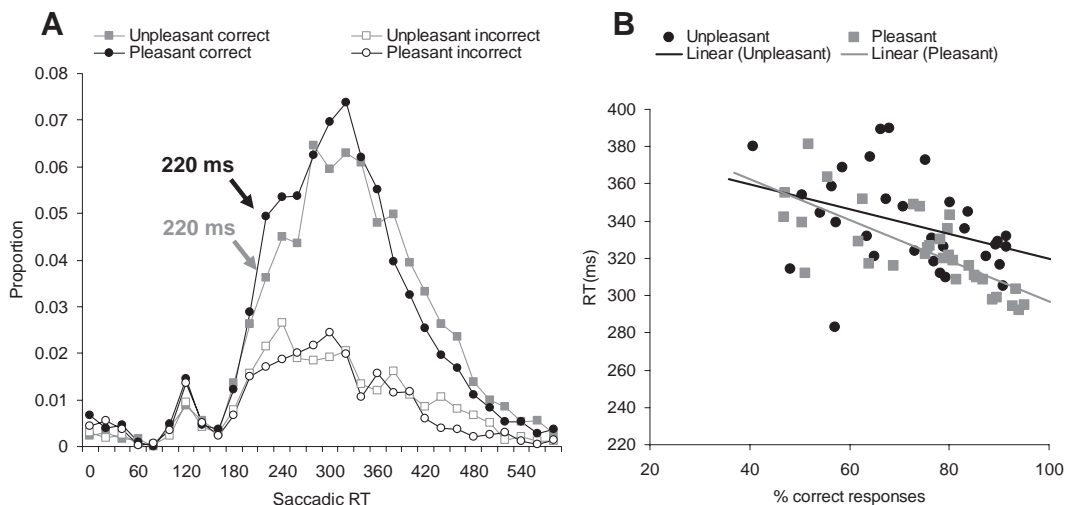 A
Unpleasant correct Unpleasant incorrect
Pleasant correct Pleasant incorrect
0.08
0.07
0.06
0.05
0.04
0.03
0.02
0.01
0
Proportion
220 ms
220 ms
0 60 120 180 240 300 360 420 480 540
Saccadic RT
B
Unpleasant Pleasant
Linear (Unpleasant) Linear (Pleasant)
400
380
360
340
320
300
280
260
240
220
RT(ms)
20 40 60 80 100
% correct responses